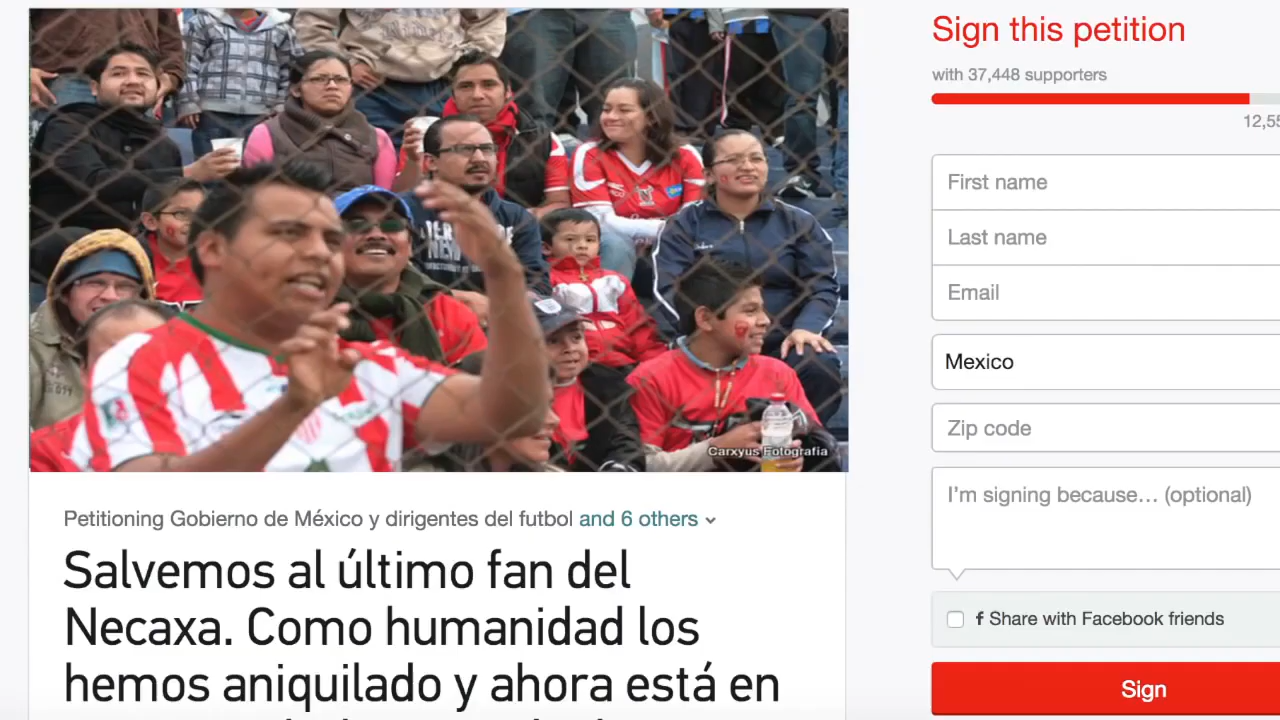 Sign this petition
with 37,448 supporters
12,55
First name
Last name
Email
Mexico
Zip code
I'm signing because... (optional)
f Share with Facebook friends
Sign
Carxyus Fotografía
Petitioning Gobierno de México y dirigentes del futbol and 6 others
Salvemos al último fan del
Necaxa. Como humanidad los
hemos aniquilado y ahora está en